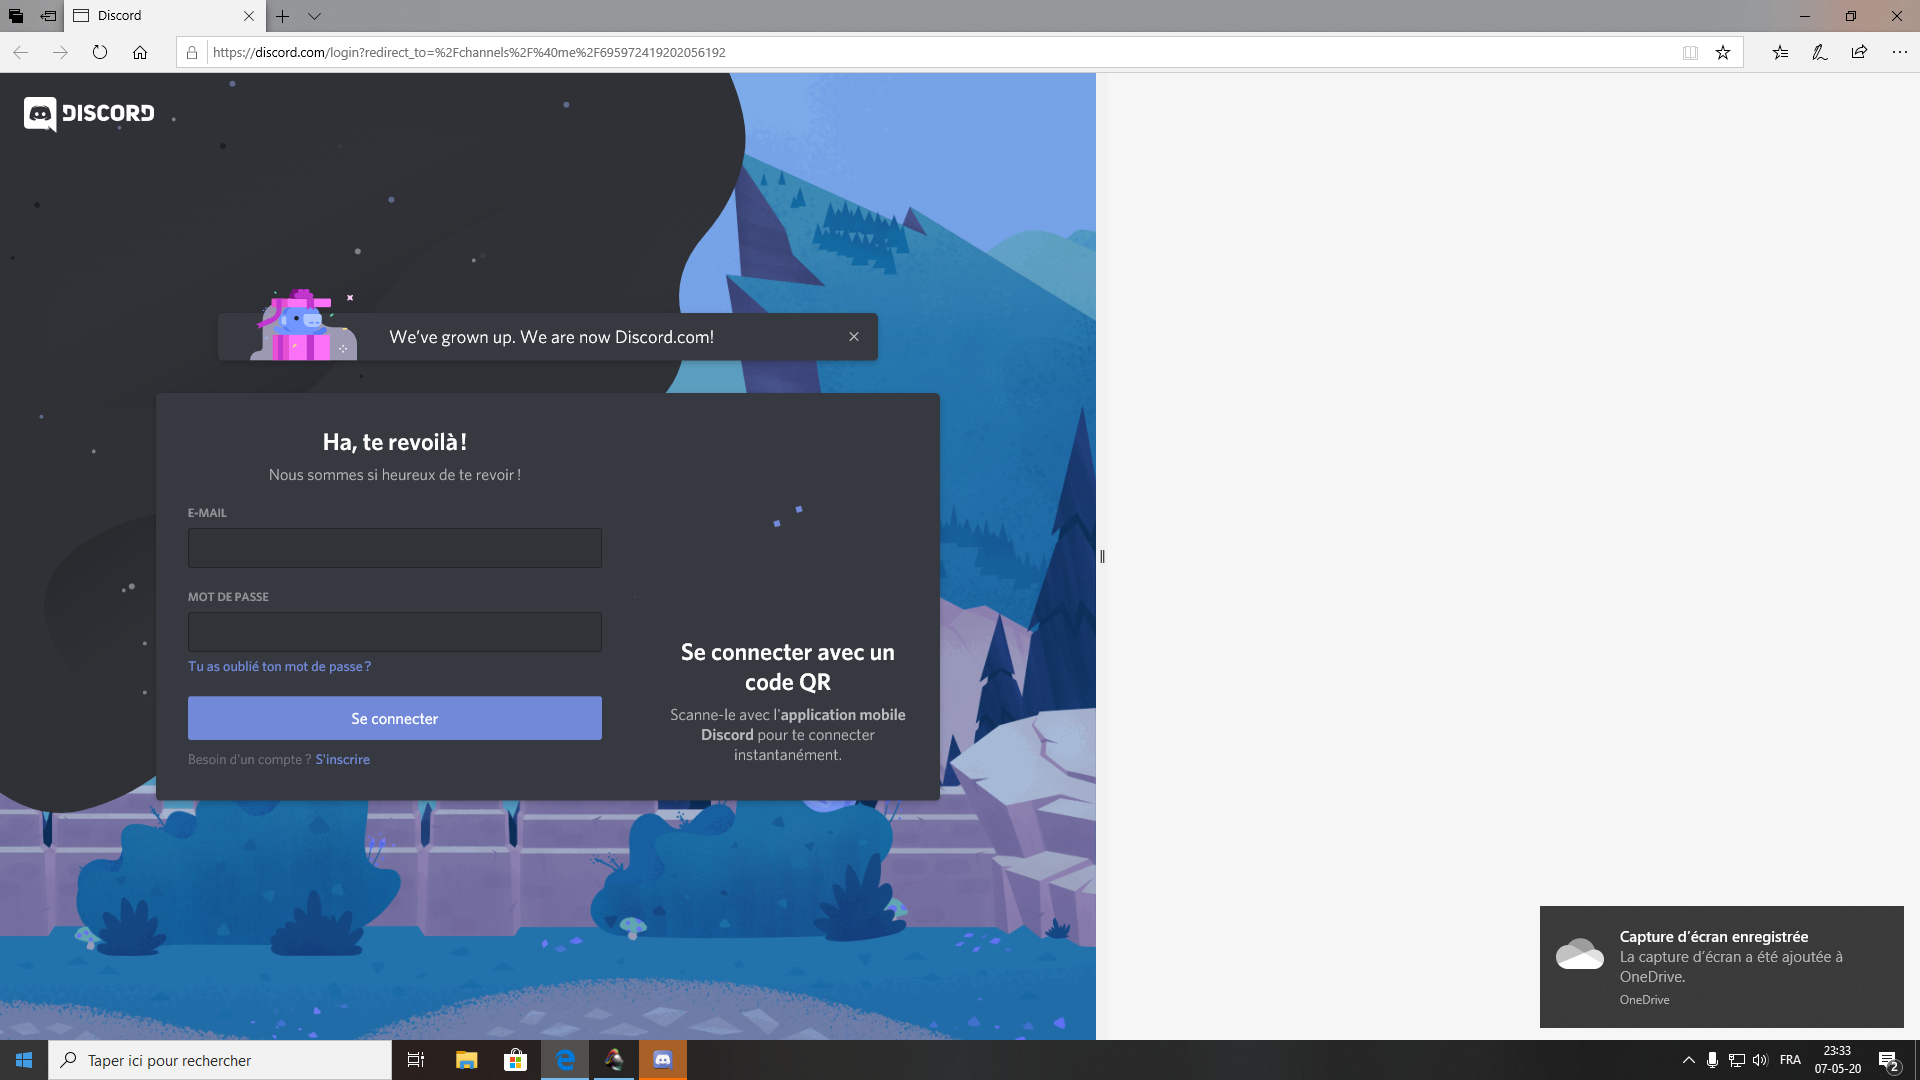 Discord
https://discord.com/login?redirect_to=%2Fchannels%2F%40me%2F695972419202056192
DISCORD
We've grown up. We are now Discord.com!
Ha, te revoilà !
Nous sommes si heureux de te revoir !
E-MAIL
MOT DE PASSE
Tu as oublié ton mot de passe ?
Se connecter
Besoin d'un compte ? S'inscrire
Se connecter avec un
code QR
Scanne-le avec l'application mobile
Discord pour te connecter
instantanément.
Capture d'écran enregistrée
La capture d'écran a été ajoutée à
OneDrive.
OneDrive
Taper ici pour rechercher
FRA
23:33
07-05-20
2